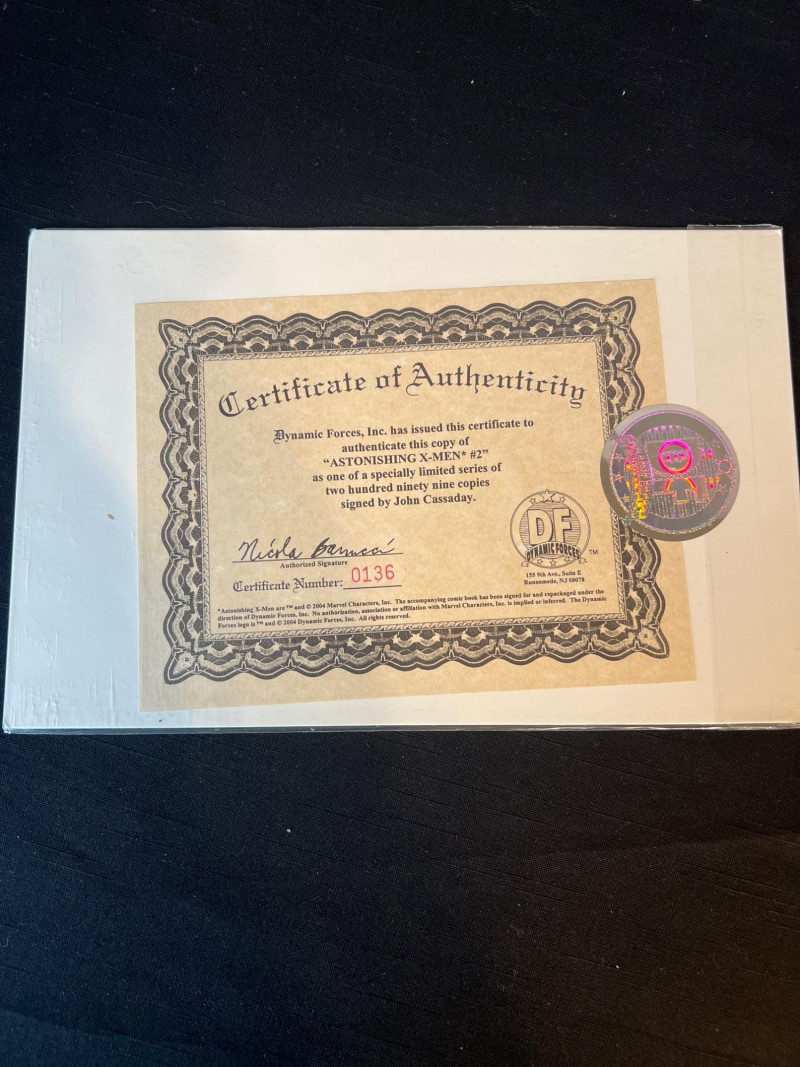 Certificate of Authenticity
Dynamic Forces, Inc. has issued this certificate to
authenticate this copy of
“ASTONISHING X-MEN* #2”
as one of a specially limited series of
two hundred ninety nine copies
signed by John Cassaday.
Nicola Barrucci
Authorized Signature
Certificate Number: 0136
DF
DYNAMIC FORCES
TM
155 9th Ave., Suite E
Runnemede, NJ 08078
*Astonishing X-Men are ™ and © 2004 Marvel Characters, Inc. The accompanying comic book has been signed for and repackaged under the
direction of Dynamic Forces, Inc. No authorization, association or affiliation with Marvel Characters, Inc. is implied or inferred. The Dynamic
Forces logo is ™ and © 2004 Dynamic Forces, Inc. All rights reserved.